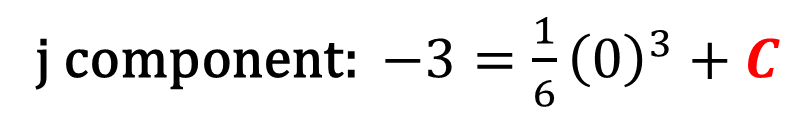 j component: −3 = 1/6 (0)³ + C